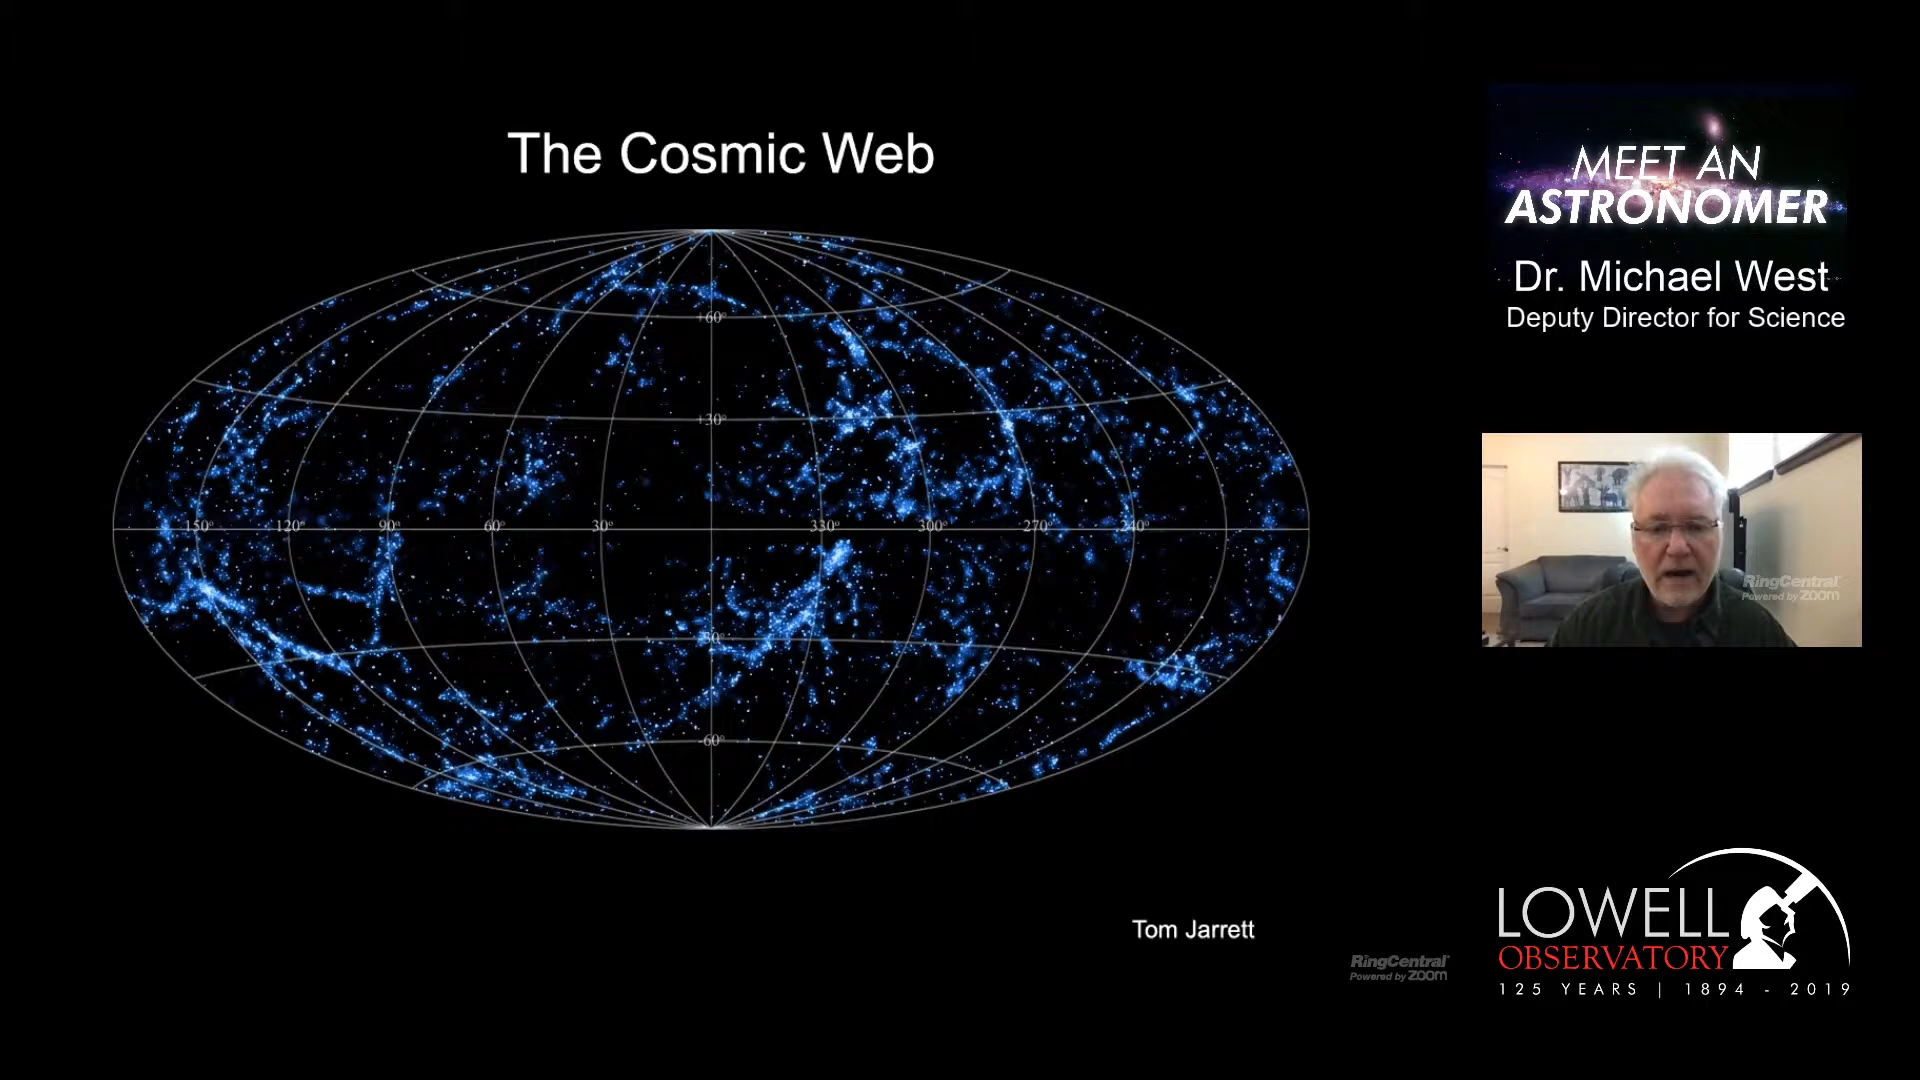 The Cosmic Web
+60°
+30°
150°
120°
90°
60°
30°
330°
300°
270°
240°
-30°
-60°
Tom Jarrett
MEET AN
ASTRONOMER
Dr. Michael West
Deputy Director for Science
RingCentral
Powered by zoom
RingCentral
Powered by zoom
LOWELL
OBSERVATORY
125 YEARS | 1894 - 2019